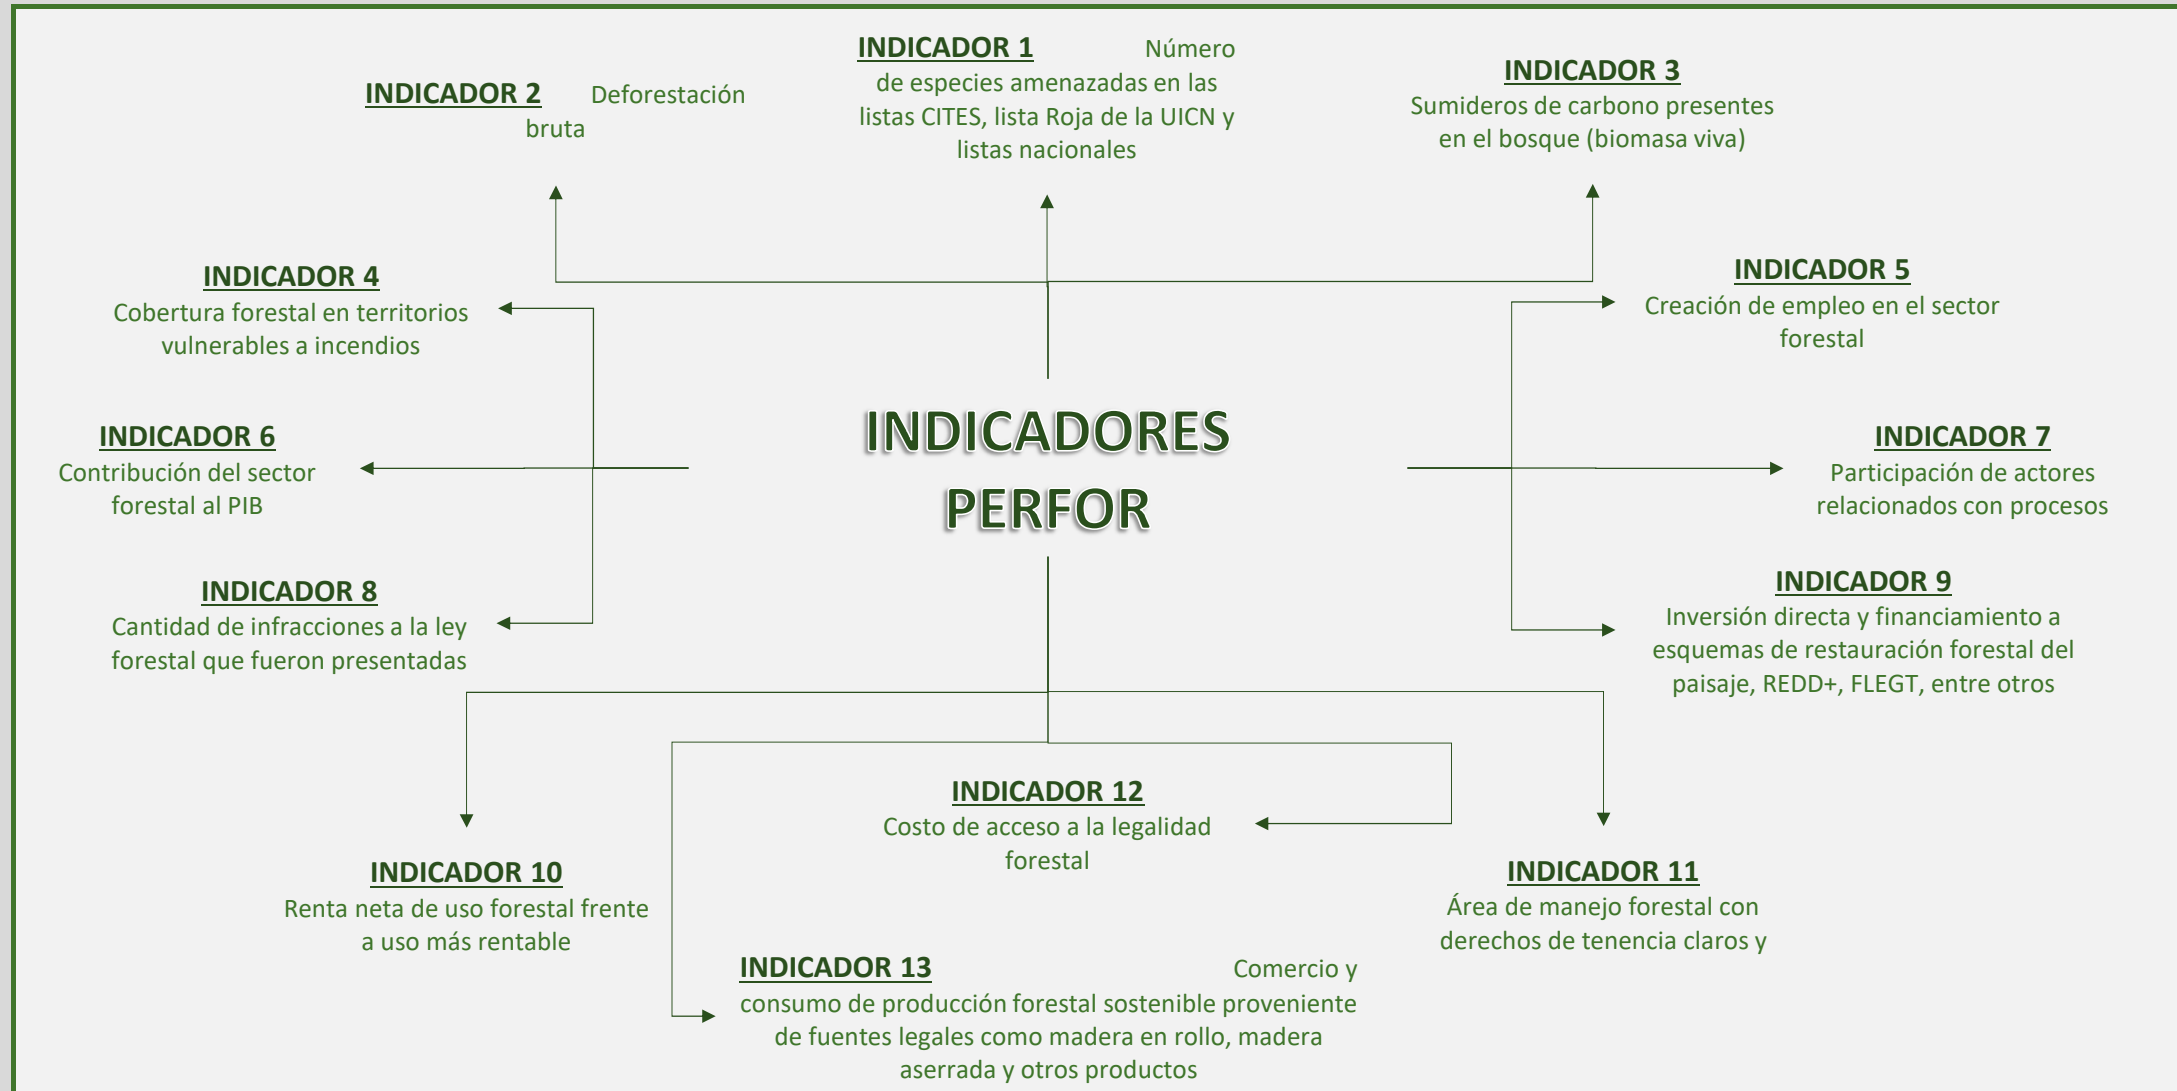 INDICADOR 1 Número
de especies amenazadas en las
listas CITES, lista Roja de la UICN y
listas nacionales
INDICADOR 2 Deforestación
bruta
INDICADOR 3
Sumideros de carbono presentes
en el bosque (biomasa viva)
INDICADOR 4
Cobertura forestal en territorios
vulnerables a incendios
INDICADOR 5
Creación de empleo en el sector
forestal
INDICADORES
PERFOR
INDICADOR 6
Contribución del sector
forestal al PIB
INDICADOR 7
Participación de actores
relacionados con procesos
INDICADOR 8
Cantidad de infracciones a la ley
forestal que fueron presentadas
INDICADOR 9
Inversión directa y financiamiento a
esquemas de restauración forestal del
paisaje, REDD+, FLEGT, entre otros
INDICADOR 10
Renta neta de uso forestal frente
a uso más rentable
INDICADOR 12
Costo de acceso a la legalidad
forestal
INDICADOR 11
Área de manejo forestal con
derechos de tenencia claros y
INDICADOR 13 Comercio y
consumo de producción forestal sostenible proveniente
de fuentes legales como madera en rollo, madera
aserrada y otros productos